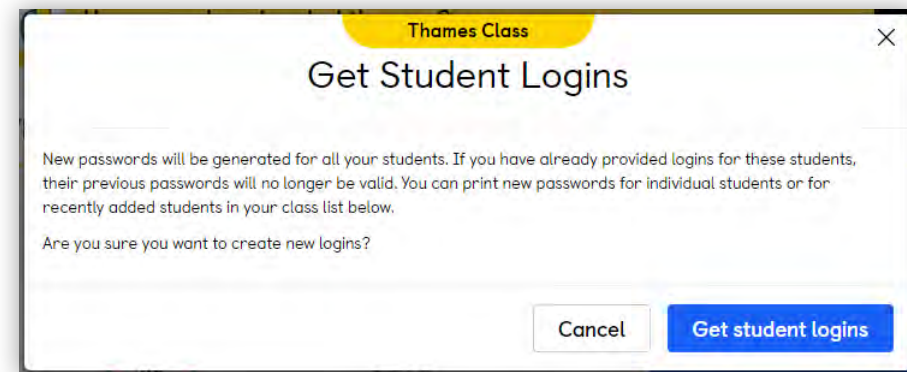 Thames Class
Get Student Logins
New passwords will be generated for all your students. If you have already provided logins for these students,
their previous passwords will no longer be valid. You can print new passwords for individual students or for
recently added students in your class list below.
Are you sure you want to create new logins?
Cancel
Get student logins